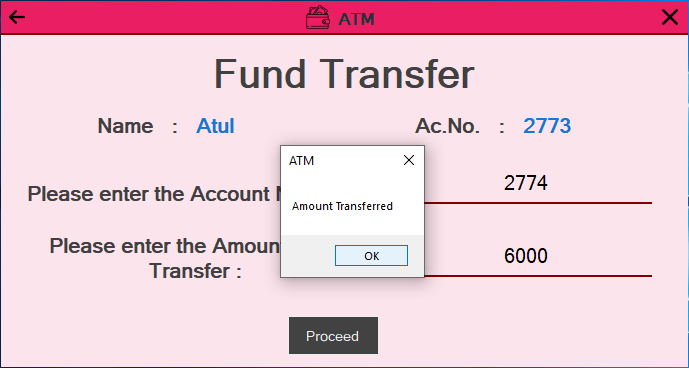 ATM
Fund Transfer
Name : Atul Ac.No. : 2773
ATM
Please enter the Account 2774
Amount Transferred
Please enter the Amoun 6000
Transfer :
OK
Proceed